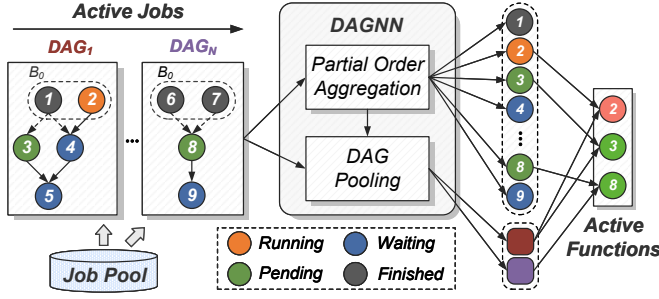 Active Jobs
DAG1
DAGN
B0
1
2
3
4
5
...
B0
6
7
8
9
Job Pool
DAGNN
Partial Order
Aggregation
DAG
Pooling
Running
Waiting
Pending
Finished
1
2
3
4
8
9
2
3
8
Active
Functions